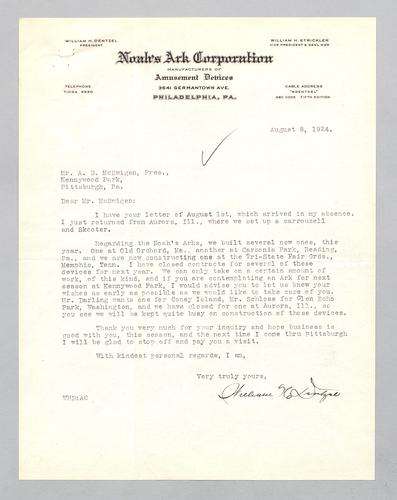 WILLIAM H. DENTZEL
PRESIDENT
WILLIAM H. STRICKLER
VICE PRESIDENT & GEN'L MGR
Noah's Ark Corporation
MANUFACTURERS OF
Amusement Devices
3641 GERMANTOWN AVE.
PHILADELPHIA, PA.
TELEPHONE
TIOGA
CABLE ADDRESS
ABC CODE FIFTH EDITION
August 8, 1924.
Mr. A. B. McSwigan, Pres.,
Kennywood Park,
Pittsburgh, Pa.
Dear Mr. McSwigan:
I have your letter of August 1st, which arrived in my absence.
I just returned from Aurora, Ill., where we set up a carrousell
and Skooter.
Regarding the Noah's Arks, we built several new ones, this
year. One at Old Orchard, Me., another at Carsonia Park, Reading,
Pa., and we are now constructing one at the Tri-State Fair Grds.,
Memphis, Tenn. I have closed contracts for several of these
devices for next year. We can only take on a certain amount of
work, of this kind, and if you are contemplating an Ark for next
season at Kennywood Park, I would advise you to let us know your
wishes as early as possible as we would like to take care of you.
Mr. Darling wants one for Coney Island, Mr. Schloss for Glen Echo
Park, Washington, and we have closed for one at Aurora, Ill., so
you see we will be kept quite busy on construction of these devices.
Thank you very much for your inquiry and hope business is
good with you, this season, and the next time I come thru Pittsburgh
I will be glad to stop off and pay you a visit.
With kindest personal regards, I am,
Very truly yours,
William H Dentzel
WHD:AC